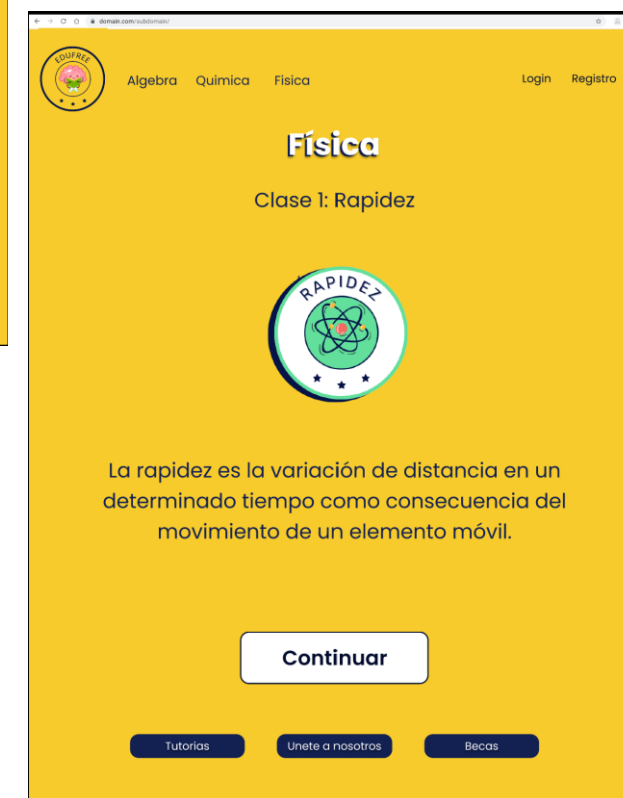 domain.com/subdomain/
EDUFREE
Algebra Quimica Fisica
Login Registro
Física
Clase 1: Rapidez
RAPIDEZ
La rapidez es la variación de distancia en un
determinado tiempo como consecuencia del
movimiento de un elemento móvil.
Continuar
Tutorias Unete a nosotros Becas